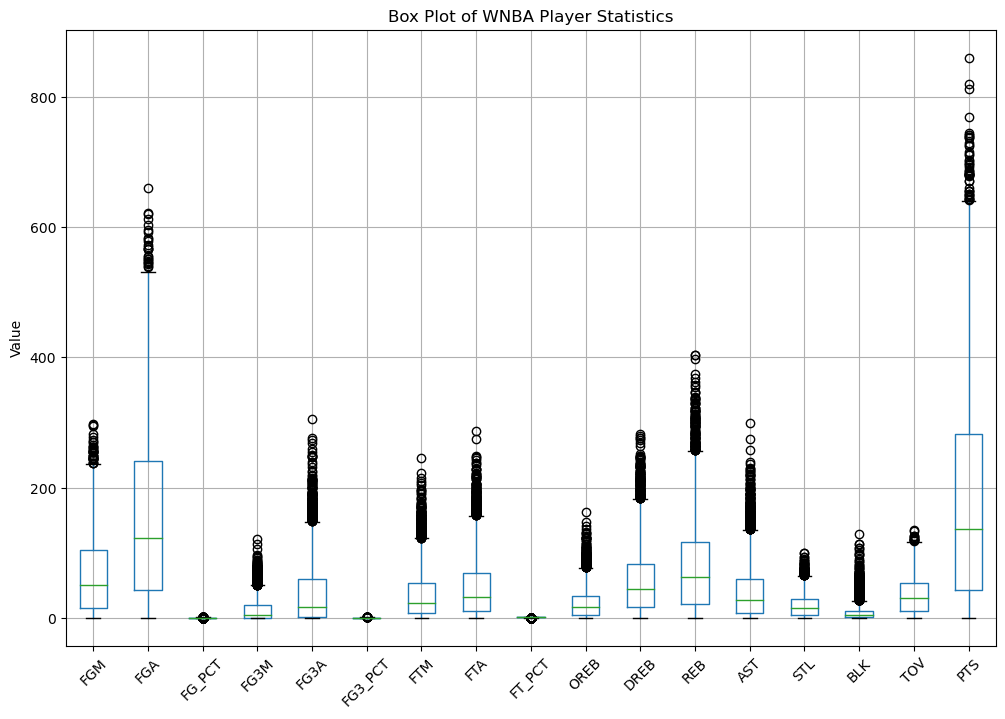 Box Plot of WNBA Player Statistics
800
600
400
200
0
Value
FGM
FGA
FG_PCT
FG3M
FG3A
FG3_PCT
FTM
FTA
FT_PCT
OREB
DREB
REB
AST
STL
BLK
TOV
PTS